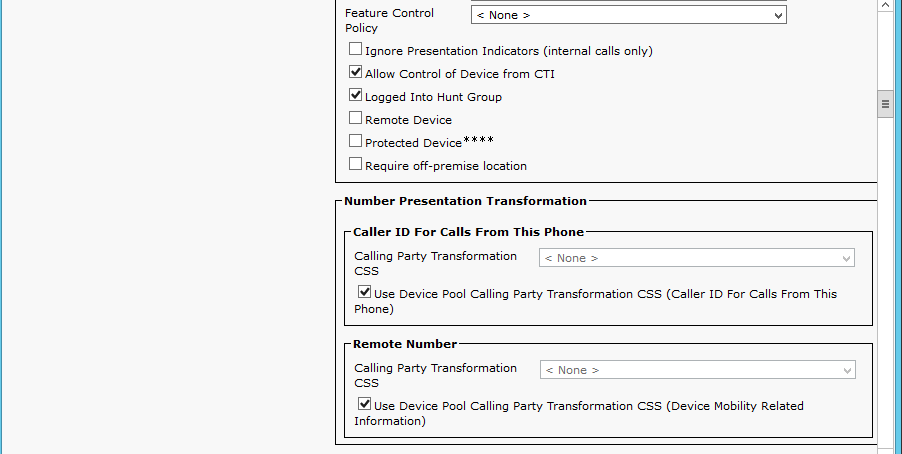 Feature Control
Policy
< None >
Ignore Presentation Indicators (internal calls only)
Allow Control of Device from CTI
Logged Into Hunt Group
Remote Device
Protected Device****
Require off-premise location
Number Presentation Transformation
Caller ID For Calls From This Phone
Calling Party Transformation
CSS
< None >
Use Device Pool Calling Party Transformation CSS (Caller ID For Calls From This
Phone)
Remote Number
Calling Party Transformation
CSS
< None >
Use Device Pool Calling Party Transformation CSS (Device Mobility Related
Information)